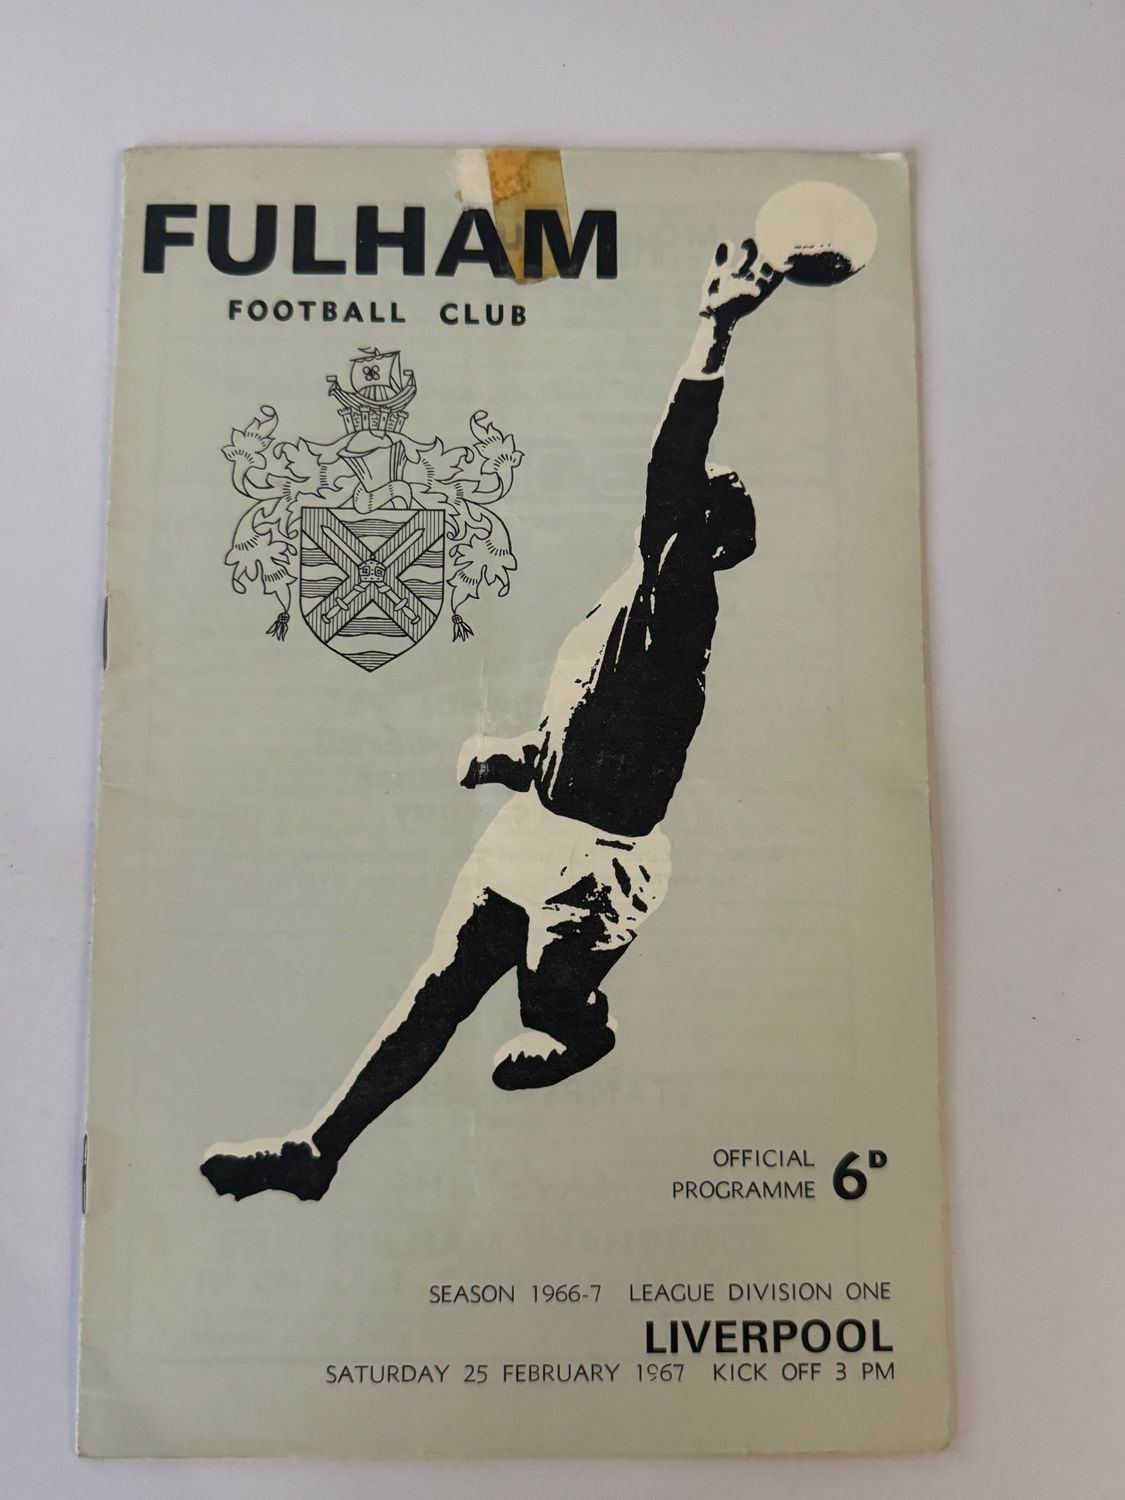 FULHAM
FOOTBALL CLUB
OFFICIAL
PROGRAMME 6D
SEASON 1966-7 LEAGUE DIVISION ONE
LIVERPOOL
SATURDAY 25 FEBRUARY 1967 KICK OFF 3 PM